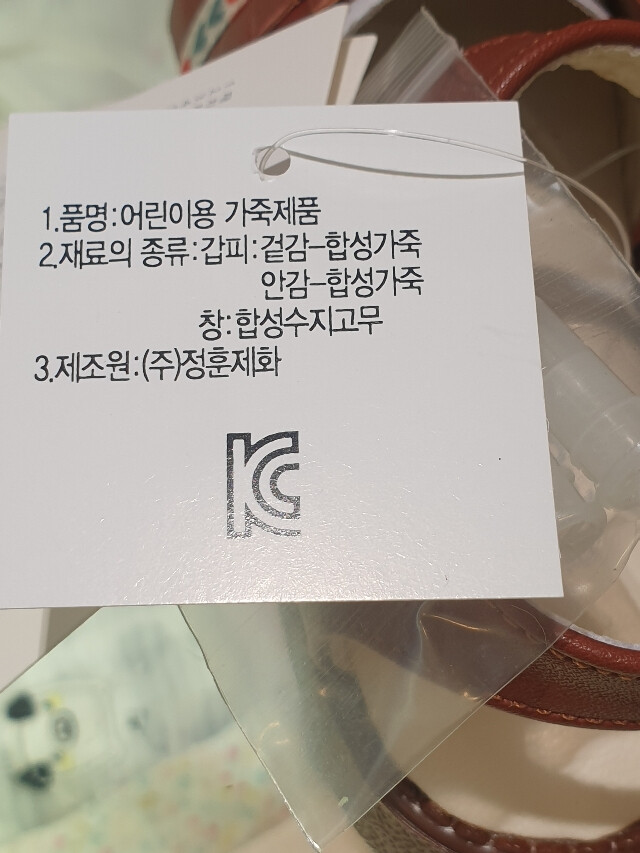 1.품명:어린이용 가죽제품
2.재료의 종류:갑피:겉감-합성가죽
안감-합성가죽
창:합성수지고무
3.제조원:(주)정훈제화
KC